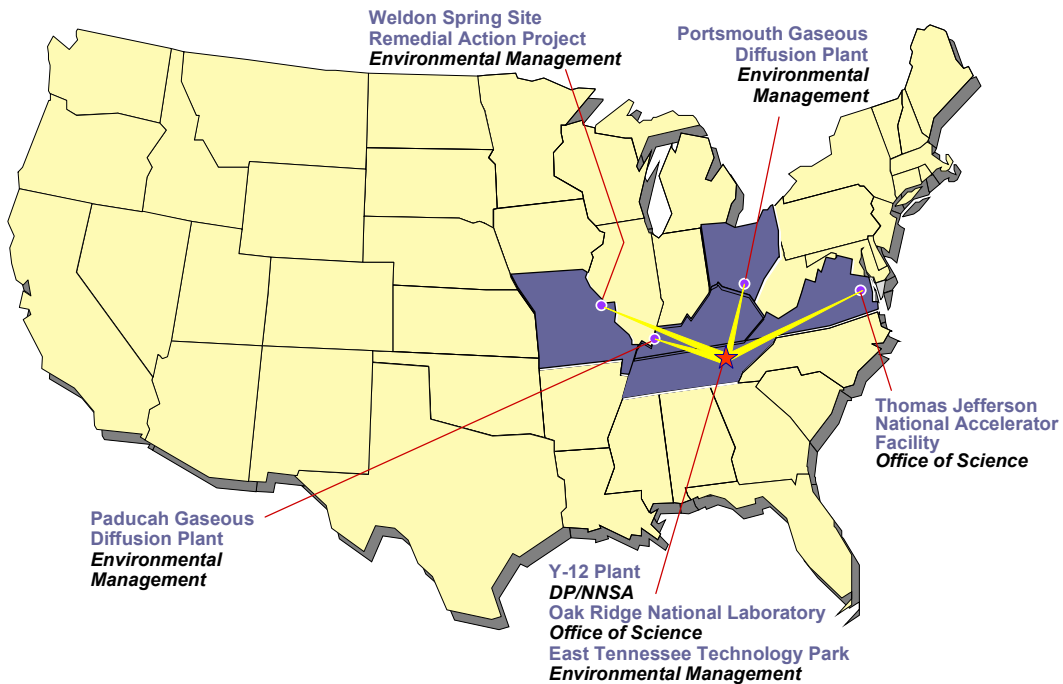 Weldon Spring Site
Remedial Action Project
Environmental Management
Portsmouth Gaseous
Diffusion Plant
Environmental
Management
Thomas Jefferson
National Accelerator
Facility
Office of Science
Paducah Gaseous
Diffusion Plant
Environmental
Management
Y-12 Plant
DP/NNSA
Oak Ridge National Laboratory
Office of Science
East Tennessee Technology Park
Environmental Management